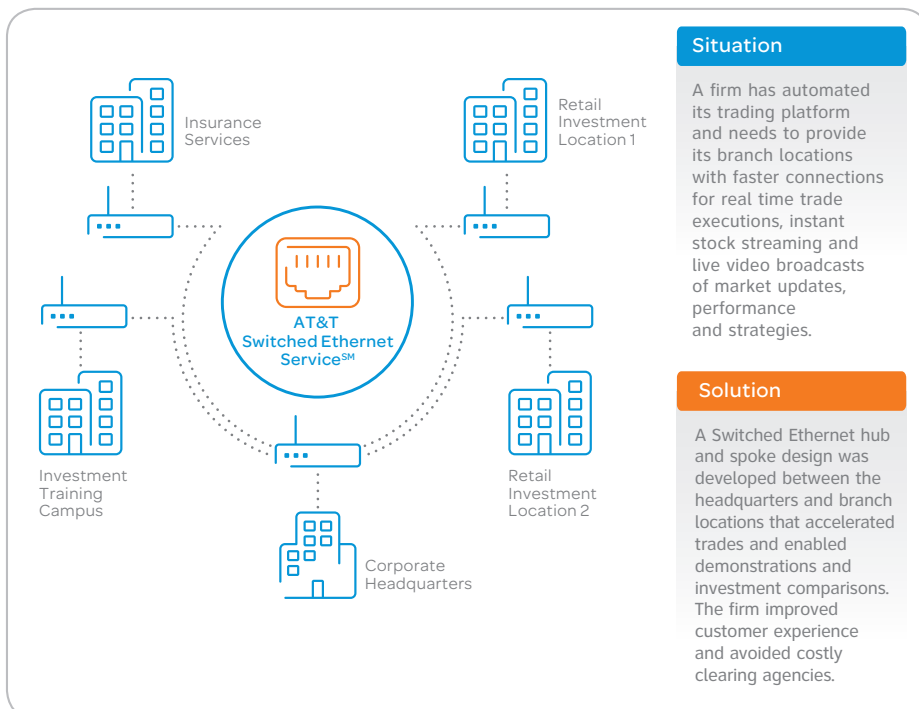 Insurance
Services
Retail
Investment
Location 1
AT&T
Switched Ethernet
Service℠
Investment
Training
Campus
Retail
Investment
Location 2
Corporate
Headquarters
Situation
A firm has automated
its trading platform
and needs to provide
its branch locations
with faster connections
for real time trade
executions, instant
stock streaming and
live video broadcasts
of market updates,
performance
and strategies.
Solution
A Switched Ethernet hub
and spoke design was
developed between the
headquarters and branch
locations that accelerated
trades and enabled
demonstrations and
investment comparisons.
The firm improved
customer experience
and avoided costly
clearing agencies.